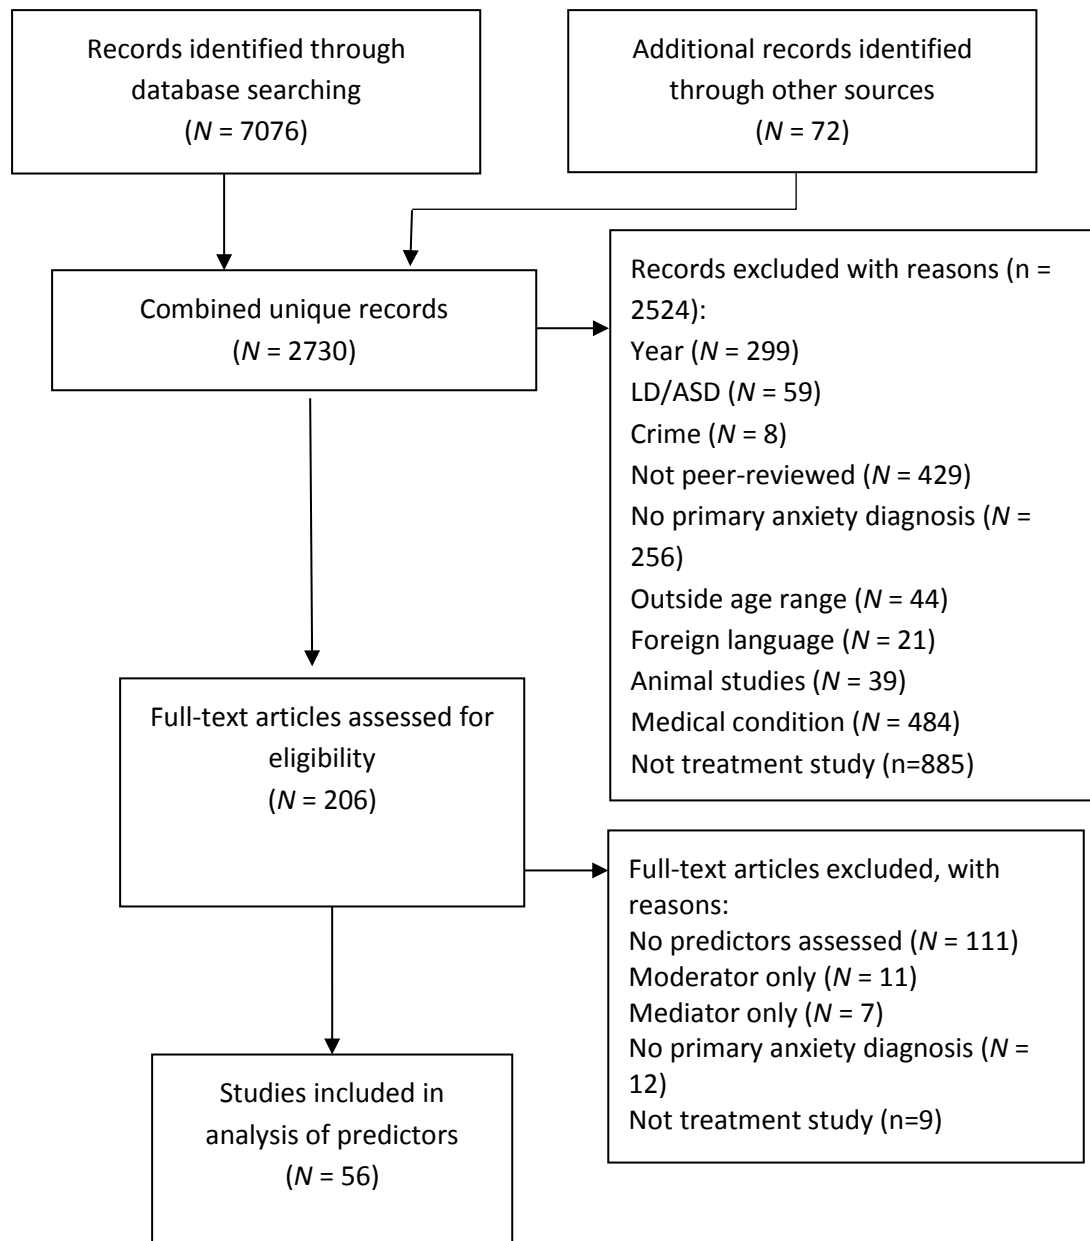 Records identified through
database searching
(N = 7076)
Additional records identified
through other sources
(N = 72)
Combined unique records
(N = 2730)
Records excluded with reasons (n =
2524):
Year (N = 299)
LD/ASD (N = 59)
Crime (N = 8)
Not peer-reviewed (N = 429)
No primary anxiety diagnosis (N =
256)
Outside age range (N = 44)
Foreign language (N = 21)
Animal studies (N = 39)
Medical condition (N = 484)
Not treatment study (n=885)
Full-text articles assessed for
eligibility
(N = 206)
Full-text articles excluded, with
reasons:
No predictors assessed (N = 111)
Moderator only (N = 11)
Mediator only (N = 7)
No primary anxiety diagnosis (N =
12)
Not treatment study (n=9)
Studies included in
analysis of predictors
(N = 56)